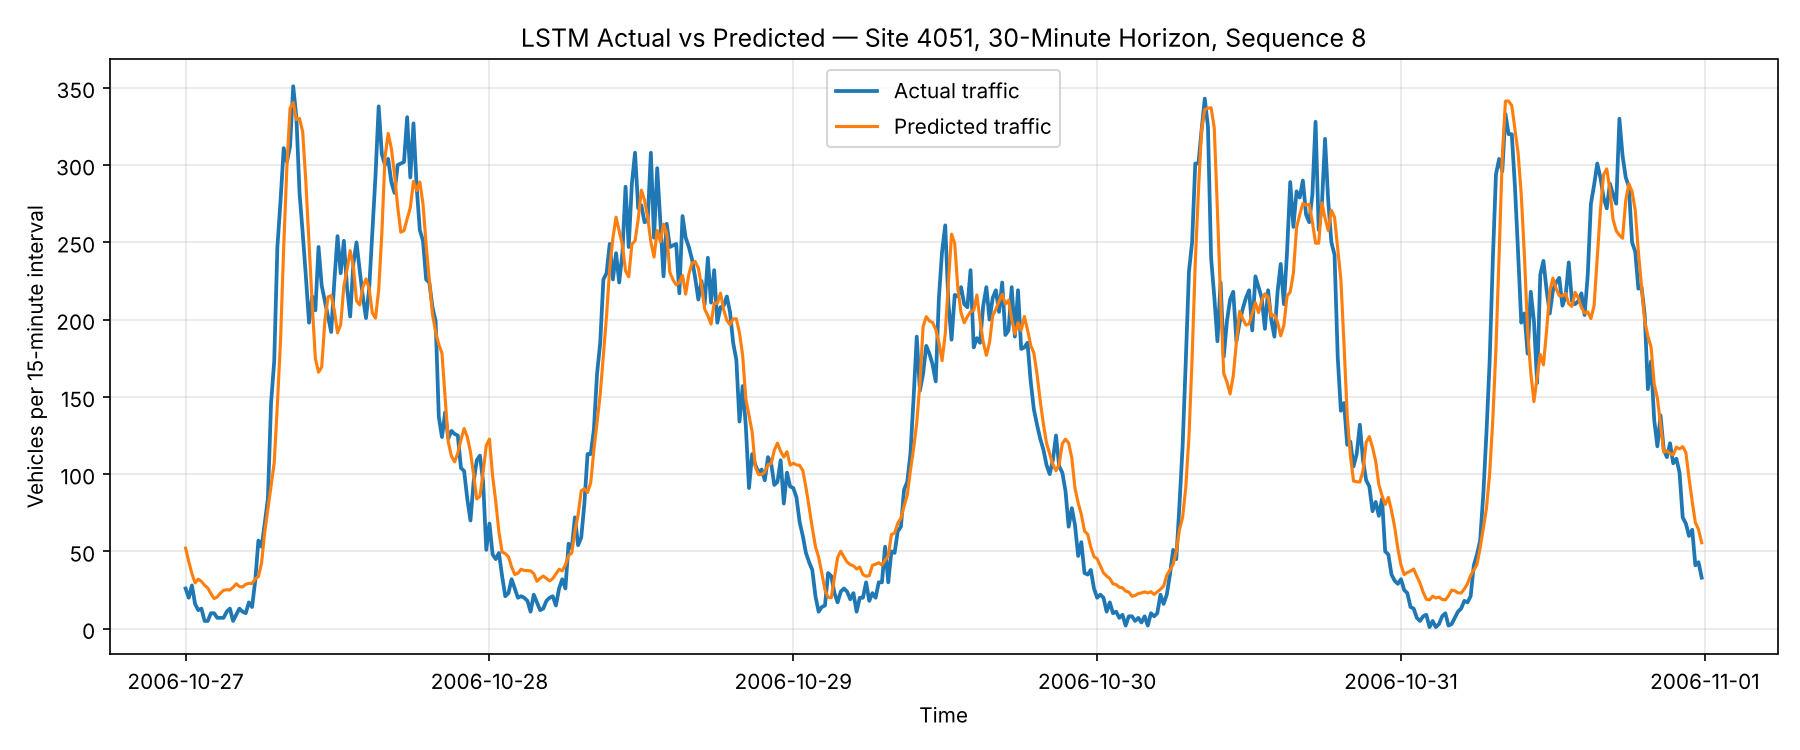 LSTM Actual vs Predicted — Site 4051, 30-Minute Horizon, Sequence 8
Actual traffic
Predicted traffic
Vehicles per 15-minute interval
350
300
250
200
150
100
50
0
2006-10-27
2006-10-28
2006-10-29
2006-10-30
2006-10-31
2006-11-01
Time